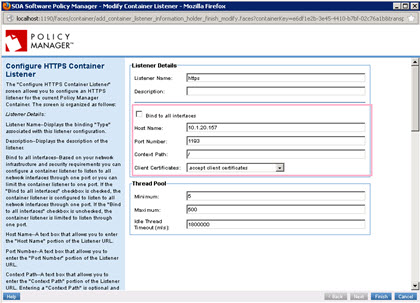 SOA Software Policy Manager - Modify Container Listener - Mozilla Firefox
localhost:1190/faces/container/add_container_listener_information_holder_finish_modify.
POLICY
MANAGER™
Configure HTTPS Container
Listener
The "Configure HTTPS Container Listener"
screen allows you to configure an HTTPS
listener for the current Policy Manager
Container. The screen is organized as follows:
Listener Details:
Listener Name--Displays the binding "Type"
associated with this listener configuration.
Description--Displays the description of the
listener
Bind to all interfaces-Based on your network
infrastructure and security requirements you can
configure a container listener to listen to all
network interfaces through one port or you can
limit the container listener to one port. If the
"Bind to all interfaces" checkbox is checked, the
container listener is configured to listen to all
network interfaces through one port. If the "Bind
to all interfaces" checkbox is unchecked, the
container listener is limited to listen through
one port.
Host Name--A text box that allows you to enter
the "Host Name" portion of the Listener URL.
Port Number--A text box that allows you to
enter the "Port Number" portion of the Listener
URL.
Context Path--A text box that allows you to
enter the "Context Path" portion of the Listener
URL. Entering a "Context Path" is optional and
Listener Details
Listener Name: https
Description:
Bind to all interfaces
Host Name: 10.1.20.157
Port Number: 1193
Context Path: /
Client Certificates: accept client certificates
Thread Pool
Minimum: 5
Maximum: 500
Idle Thread
Timeout (m/s): 1800000
Help
< Back
Next
Finish
Cancel